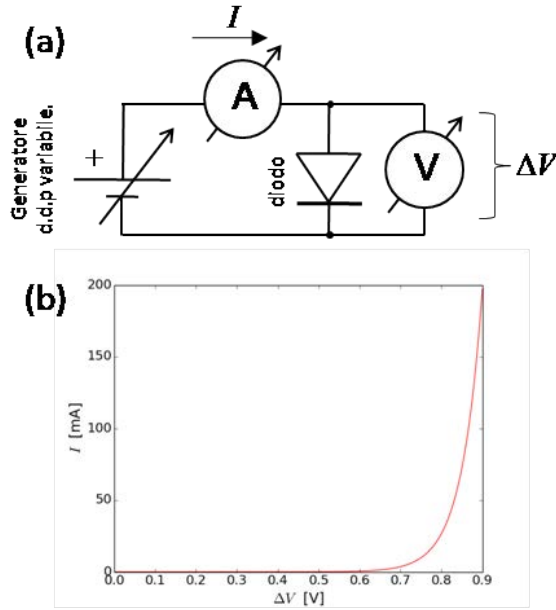 (a)
I
A
Generatore
d.d.p variabile.
+
diodo
V
ΔV
(b)
200
150
100
50
0
I [mA]
0.0 0.1 0.2 0.3 0.4 0.5 0.6 0.7 0.8 0.9
ΔV [V]